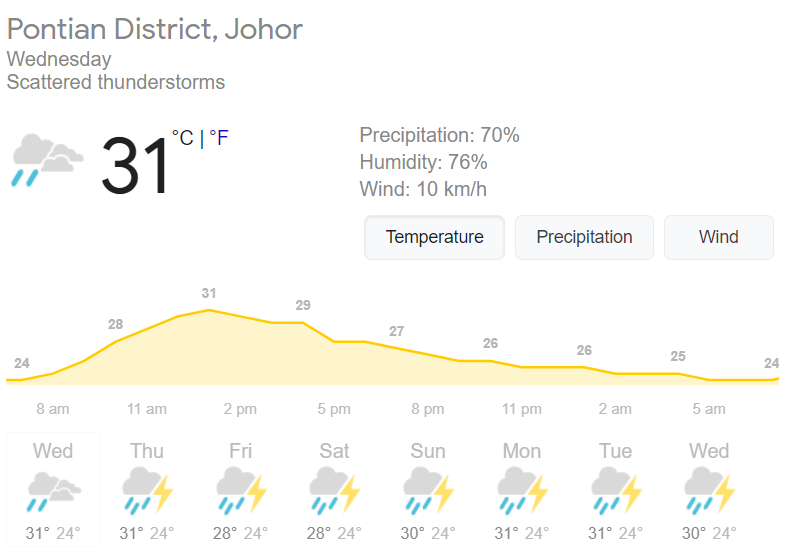 Pontian District, Johor
Wednesday
Scattered thunderstorms
31 °C | °F
Precipitation: 70%
Humidity: 76%
Wind: 10 km/h
Temperature Precipitation Wind
24 28 31 29 27 26 26 25 24
8 am 11 am 2 pm 5 pm 8 pm 11 pm 2 am 5 am
Wed Thu Fri Sat Sun Mon Tue Wed
31° 24° 31° 24° 28° 24° 28° 24° 30° 24° 31° 24° 31° 24° 30° 24°